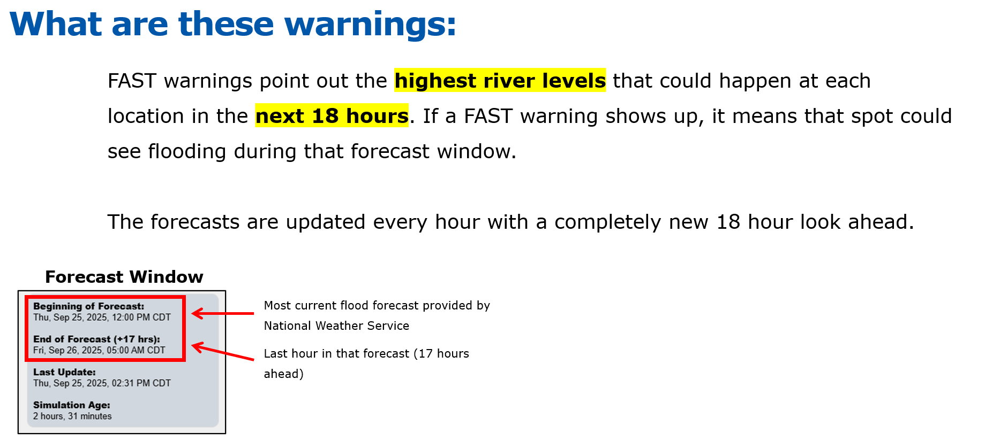 What are these warnings:
FAST warnings point out the highest river levels that could happen at each
location in the next 18 hours. If a FAST warning shows up, it means that spot could
see flooding during that forecast window.
The forecasts are updated every hour with a completely new 18 hour look ahead.
Forecast Window
Beginning of Forecast:
Thu, Sep 25, 2025, 12:00 PM CDT
End of Forecast (+17 hrs):
Fri, Sep 26, 2025, 05:00 AM CDT
Last Update:
Thu, Sep 25, 2025, 02:31 PM CDT
Simulation Age:
2 hours, 31 minutes
Most current flood forecast provided by
National Weather Service
Last hour in that forecast (17 hours
ahead)